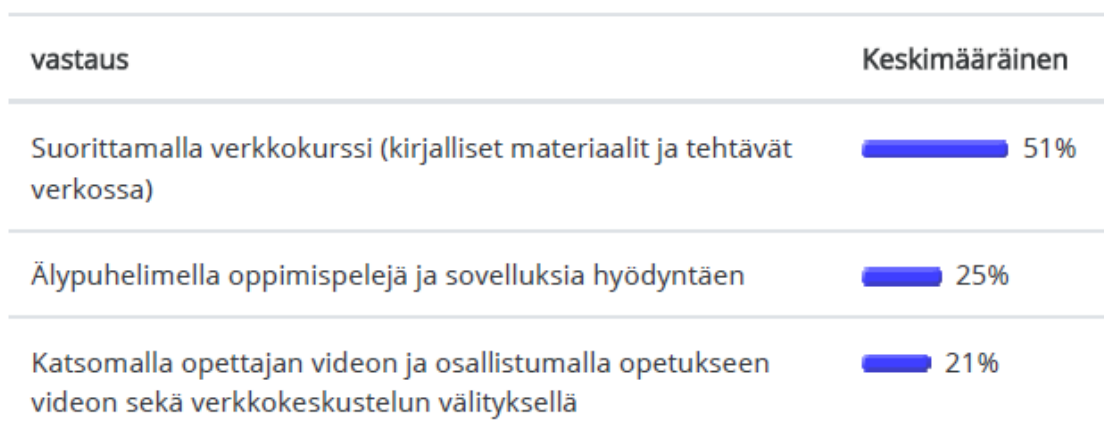 vastaus Keskimääräinen
Suorittamalla verkkokurssi (kirjalliset materiaalit ja tehtävät
verkossa)
51%
Älypuhelimella oppimispelejä ja sovelluksia hyödyntäen 25%
Katsomalla opettajan videon ja osallistumalla opetukseen
videon sekä verkkokeskustelun välityksellä
21%